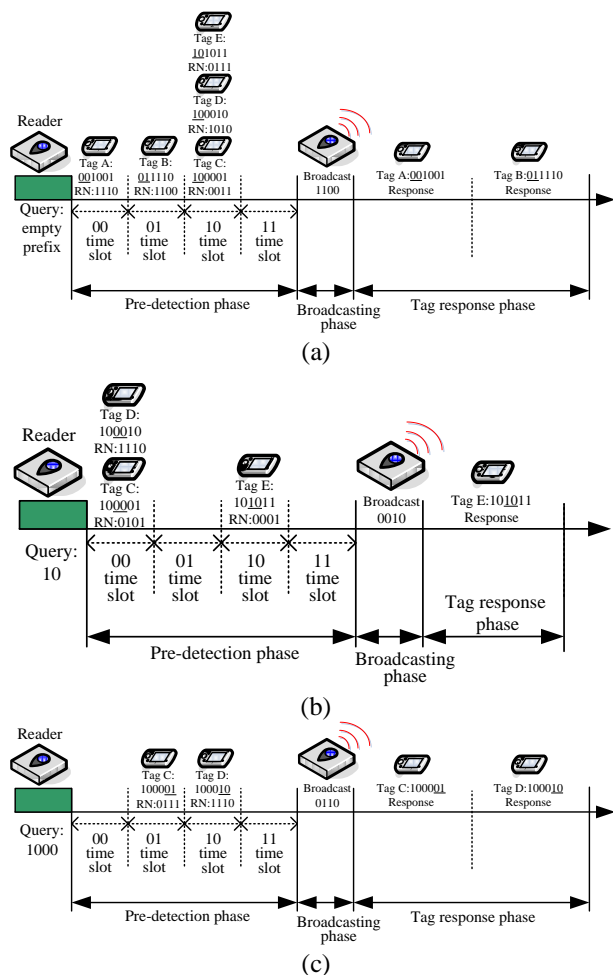 Tag E:
101011
RN:0111
Tag D:
100010
RN:1010
Reader
Tag A:
001001
RN:1110
Tag B:
011110
RN:1100
Tag C:
100001
RN:0011
Broadcast
1100
Tag A:001001
Response
Tag B:011110
Response
Query:
empty
prefix
00
time
slot
01
time
slot
10
time
slot
11
time
slot
Pre-detection phase
Broadcasting
phase
Tag response phase
(a)
Tag D:
100010
RN:1110
Reader
Tag C:
100001
RN:0101
Tag E:
101011
RN:0001
Broadcast
0010
Tag E:101011
Response
Query:
10
00
time
slot
01
time
slot
10
time
slot
11
time
slot
Pre-detection phase
Broadcasting
phase
Tag response
phase
(b)
Reader
Tag C:
100001
RN:0111
Tag D:
100010
RN:1110
Broadcast
0110
Tag C:100001
Response
Tag D:100010
Response
Query:
1000
00
time
slot
01
time
slot
10
time
slot
11
time
slot
Pre-detection phase
Broadcasting
phase
Tag response phase
(c)